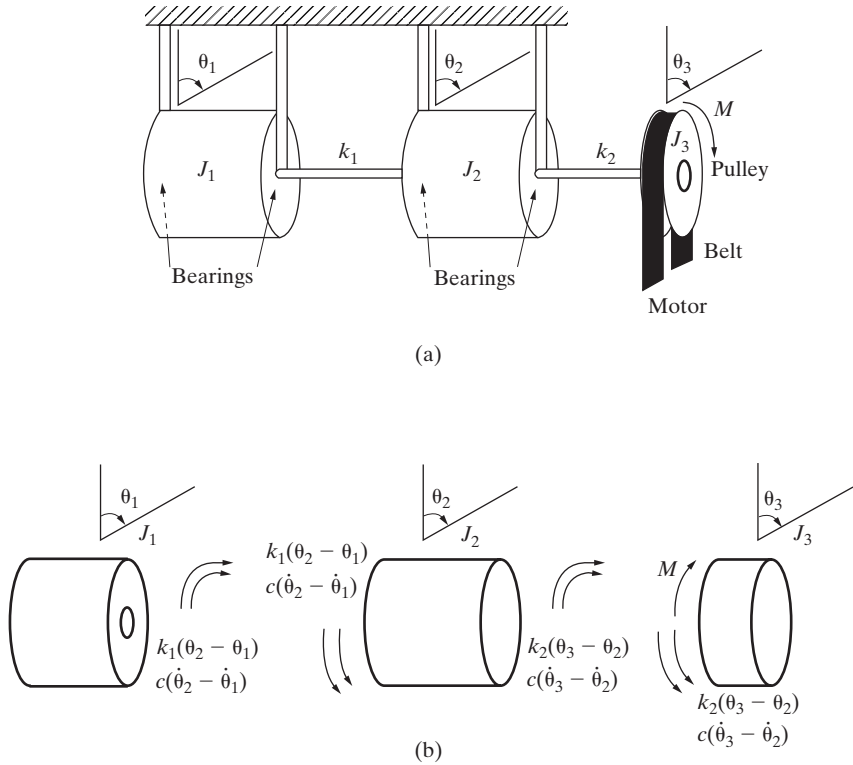 θ1
θ2
θ3
M
J1
k1
J2
k2
J3
Pulley
Bearings
Bearings
Belt
Motor
(a)
θ1
J1
θ2
J2
θ3
J3
k1(θ2 − θ1)
c(θ̇2 − θ̇1)
M
k1(θ2 − θ1)
c(θ̇2 − θ̇1)
k2(θ3 − θ2)
c(θ̇3 − θ̇2)
k2(θ3 − θ2)
c(θ̇3 − θ̇2)
(b)